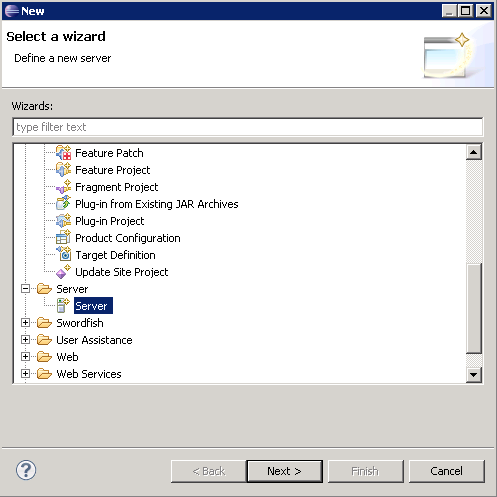 New
Select a wizard
Define a new server
Wizards:
type filter text
Feature Patch
Feature Project
Fragment Project
Plug-in from Existing JAR Archives
Plug-in Project
Product Configuration
Target Definition
Update Site Project
Server
Server
Swordfish
User Assistance
Web
Web Services
? < Back Next > Finish Cancel